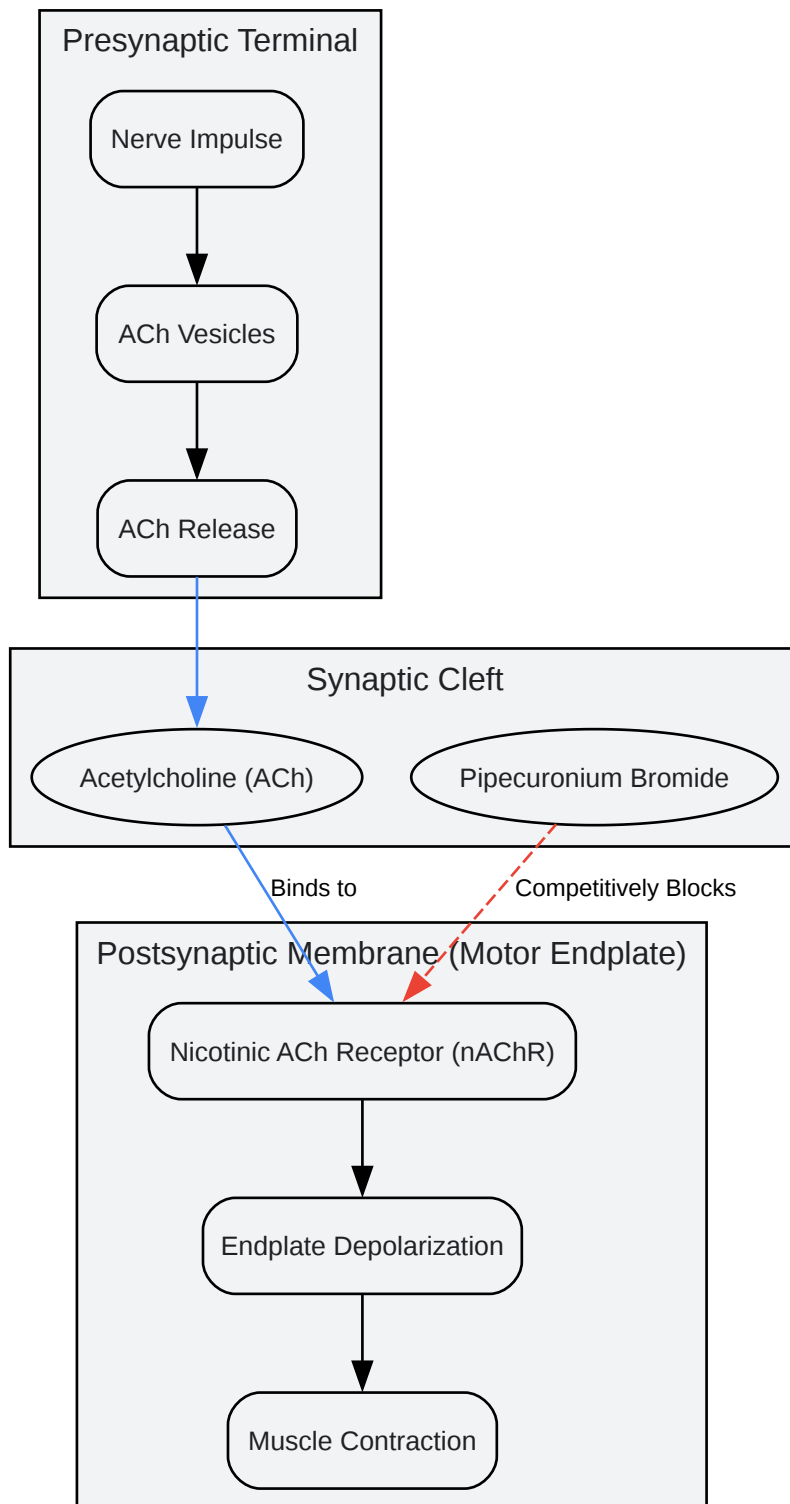 Presynaptic Terminal
Nerve Impulse
ACh Vesicles
ACh Release
Synaptic Cleft
Acetylcholine (ACh)
Pipecuronium Bromide
Binds to
Competitively Blocks
Postsynaptic Membrane (Motor Endplate)
Nicotinic ACh Receptor (nAChR)
Endplate Depolarization
Muscle Contraction